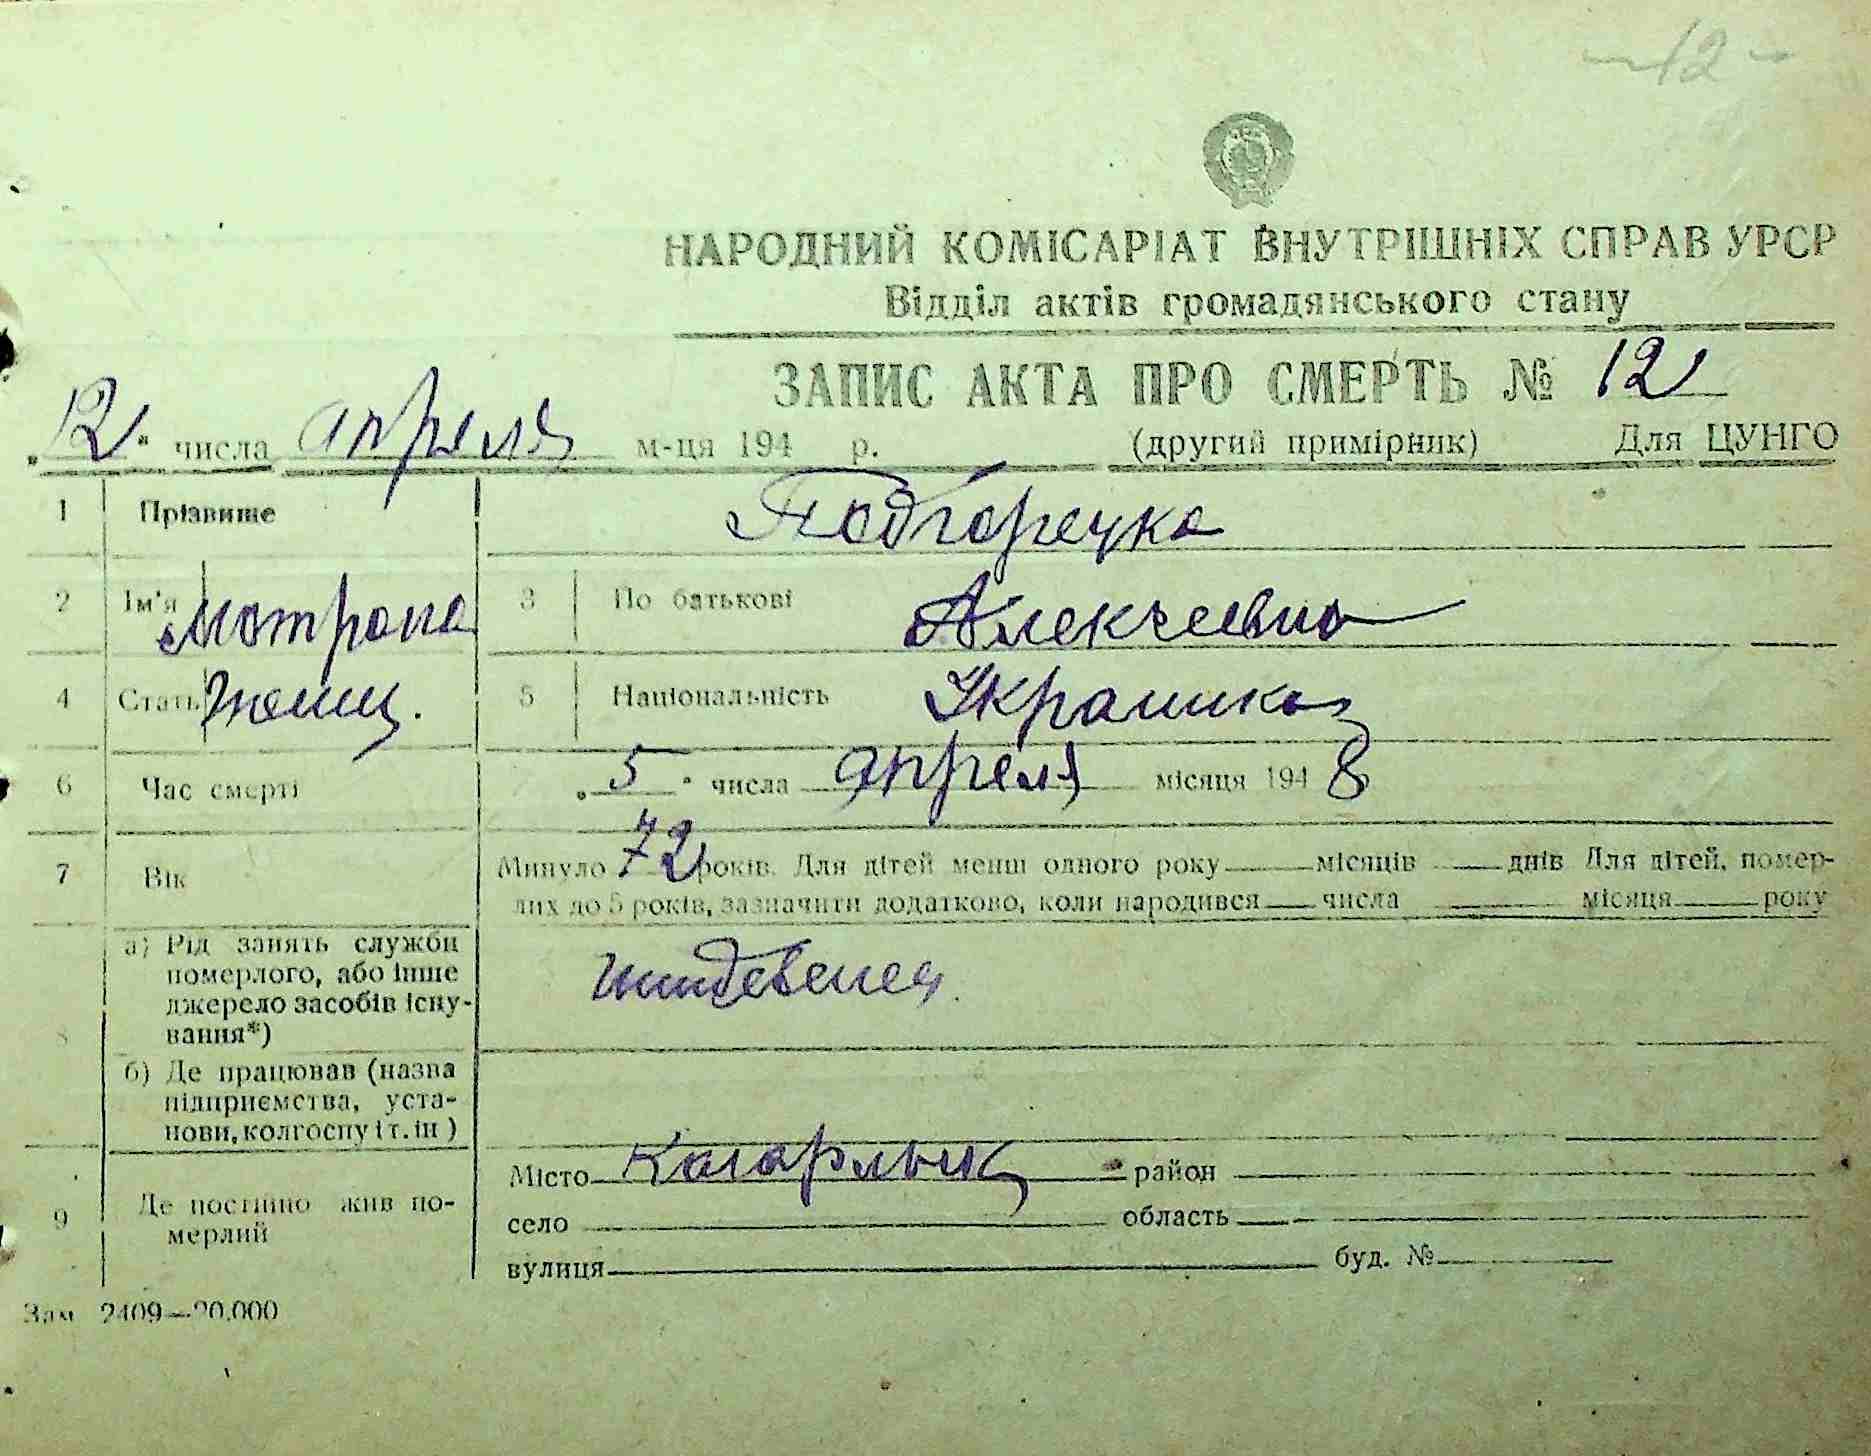 -12-
НАРОДНИЙ КОМІСАРІАТ ВНУТРІШНІХ СПРАВ УРСР
Відділ актів громадянського стану
ЗАПИС АКТА ПРО СМЕРТЬ № 12
„12" числа апреля м-ця 194 р. (другий примірник) Для ЦУНГО
1 Прізвище Подгорецка
2 Ім'я Мотрона 3 По батькові Алексеевна
4 Стать женщ. 5 Національність Украинка
6 Час смерті „5" числа апреля місяця 1948
7 Вік Минуло 72 років. Для дітей менш одного року місяців днів Для дітей, помер-
лих до 5 років, зазначити додатково, коли народився числа місяця року
8 а) Рід занять служби
померлого, або інше
джерело засобів існу-
вання*) иждевенец.
б) Де працював (назва
підприємства, уста-
нови, колгоспу і т. ін)
9 Де постійно жив по-
мерлий
Місто Кагарлык район
село область
вулиця буд. №
Зам 2409—20.000